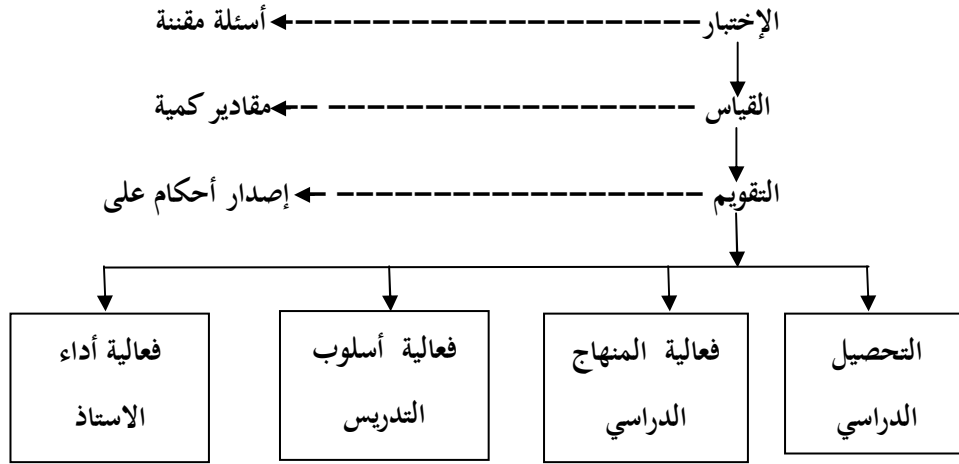 الإختبار أسئلة مقننة
القياس مقادير كمية
التقويم إصدار أحكام على
التحصيل
الدراسي
فعالية المنهاج
الدراسي
فعالية أسلوب
التدريس
فعالية أداء
الاستاذ